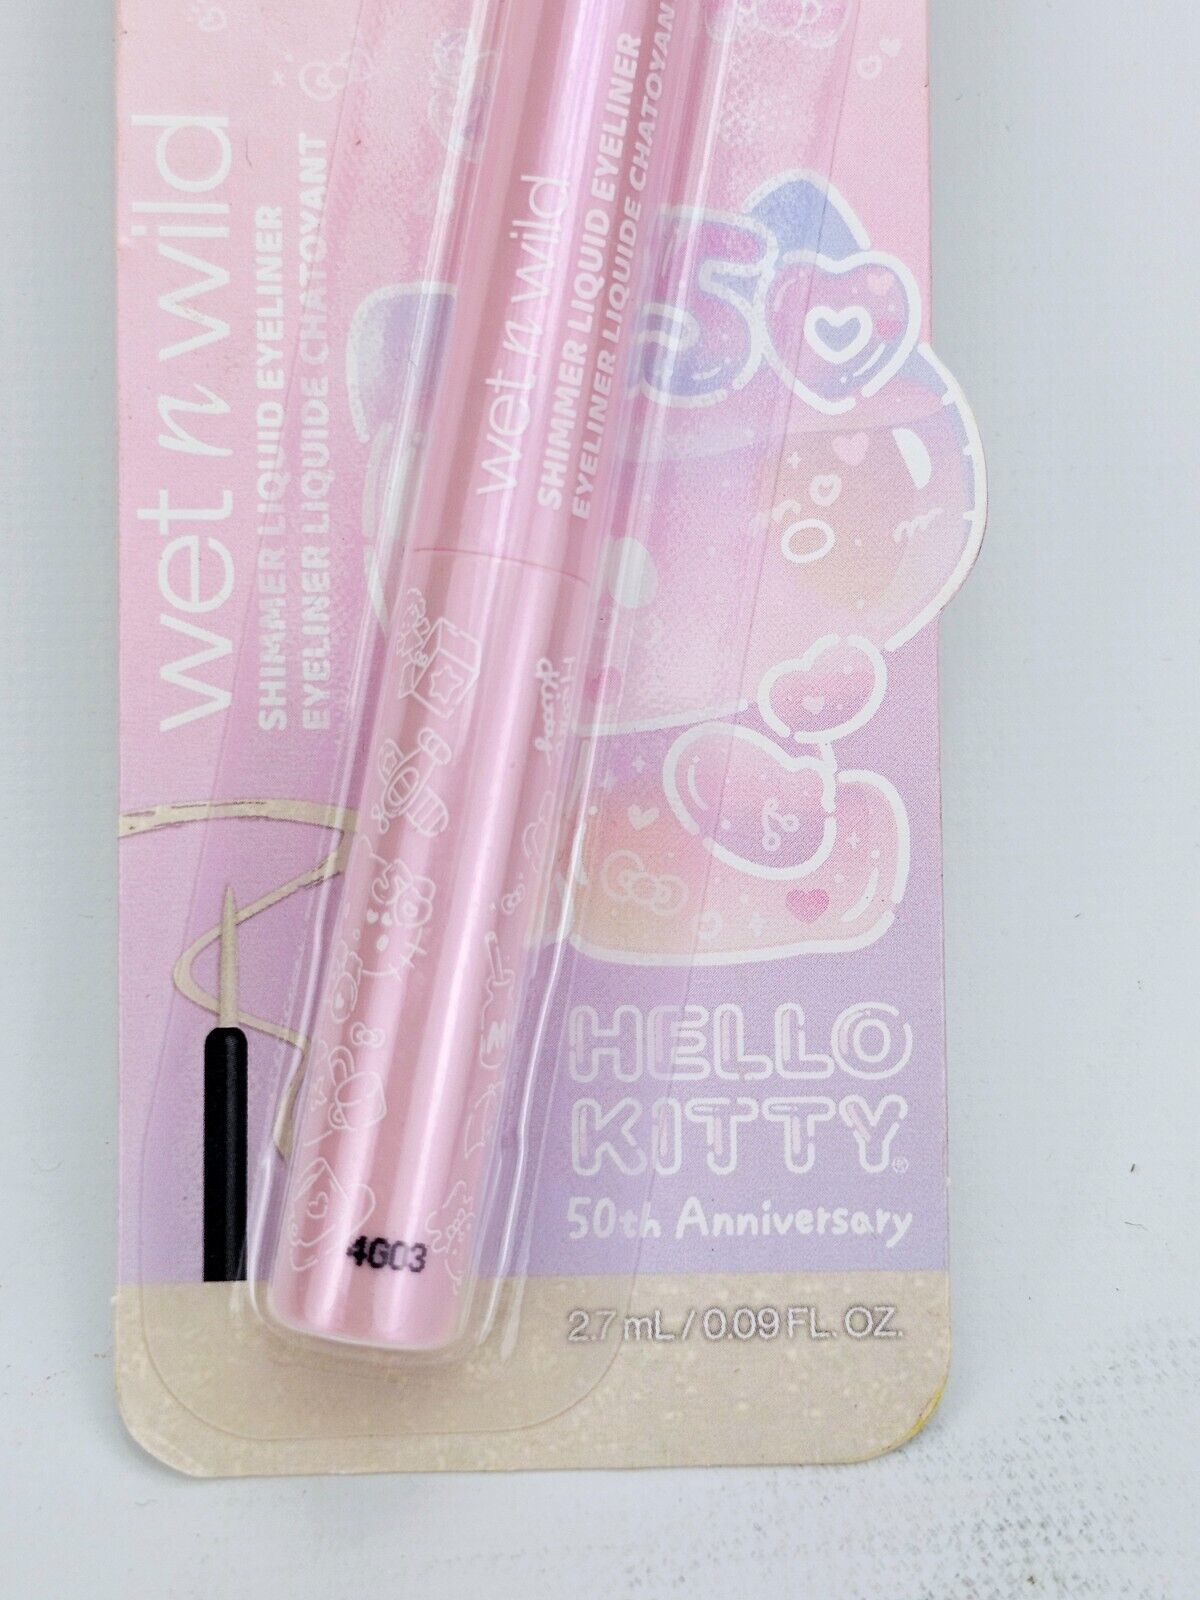 wet n wild
SHIMMER LIQUID EYELINER
EYELINER LIQUIDE CHATOYANT
wet n wild
SHIMMER LIQUID EYELINER
EYELINER LIQUIDE CHATOYAN
4G03
HELLO
KITTY®
50th Anniversary
2.7 mL / 0.09 FL. OZ.